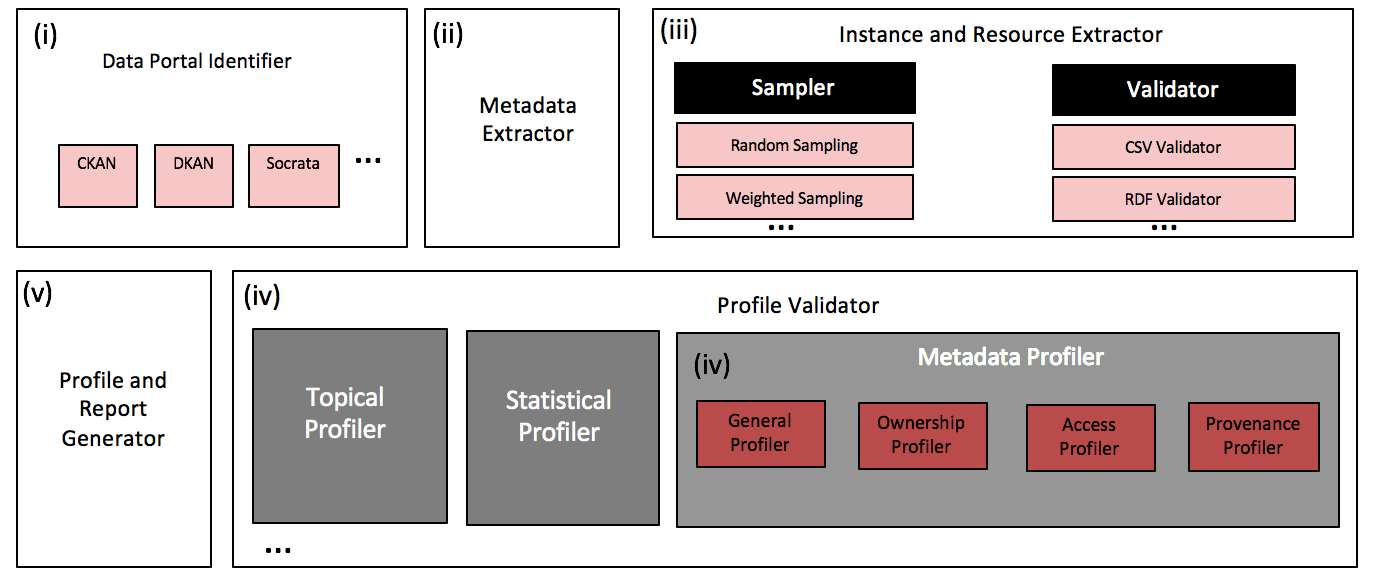 (i)
Data Portal Identifier
CKAN
DKAN
Socrata
...
(ii)
Metadata
Extractor
(iii)
Instance and Resource Extractor
Sampler
Random Sampling
Weighted Sampling
...
Validator
CSV Validator
RDF Validator
...
(v)
Profile and
Report
Generator
(iv)
Profile Validator
Topical
Profiler
...
Statistical
Profiler
(iv)
Metadata Profiler
General
Profiler
Ownership
Profiler
Access
Profiler
Provenance
Profiler